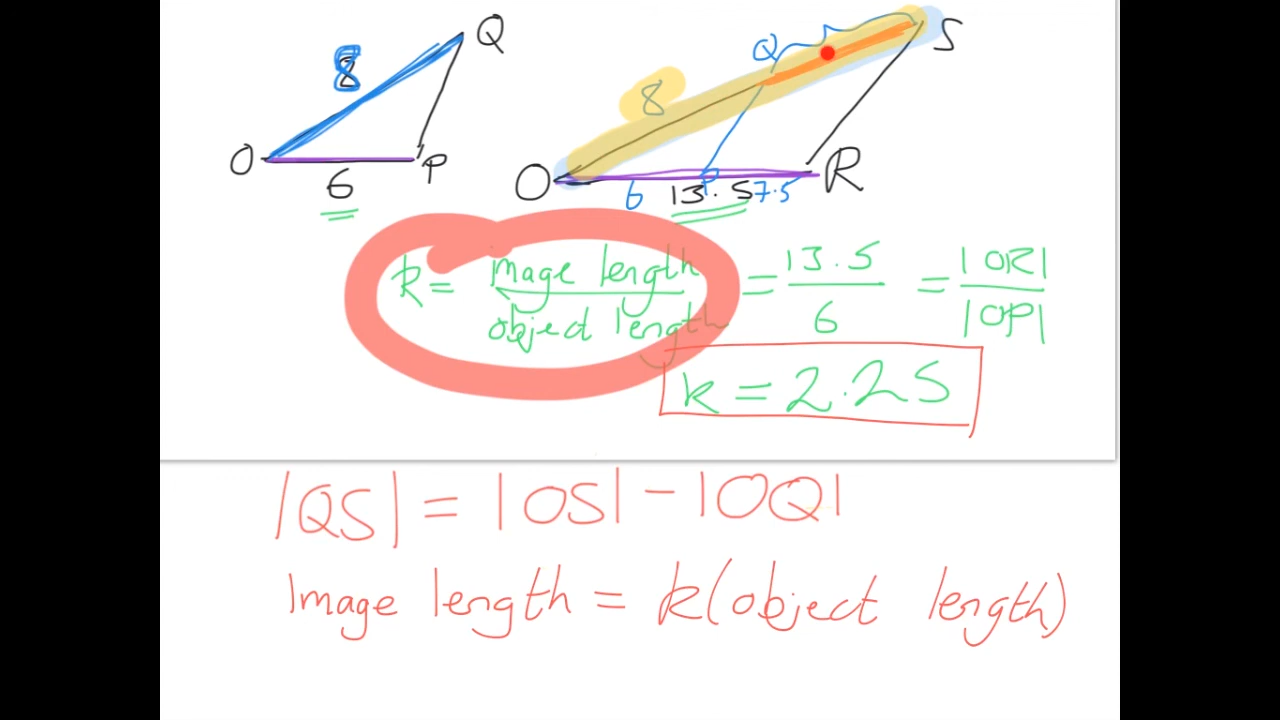 Q
8
O
P
6
Q
S
8
O
P
R
6
13.5
7.5
k = image length / object length = 13.5 / 6 = |OR| / |OP|
k = 2.25
|QS| = |OS| - |OQ|
Image length = k(object length)